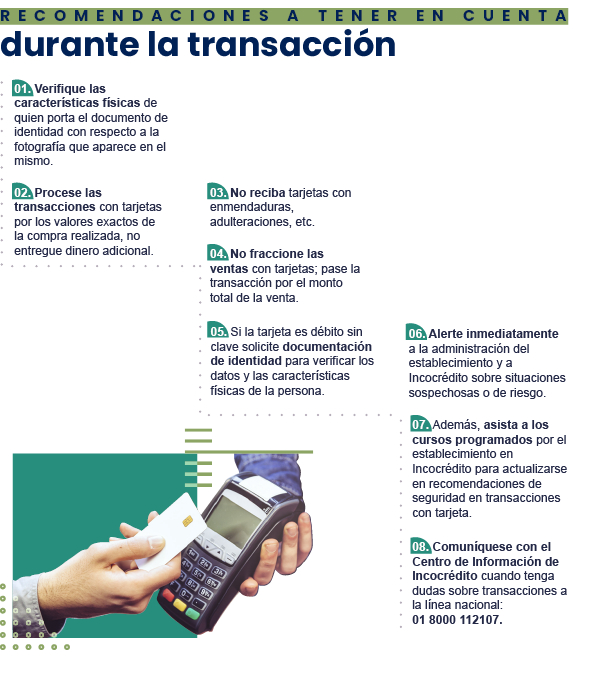 RECOMENDACIONES A TENER EN CUENTA
durante la transacción
01. Verifique las
características físicas de
quien porta el documento de
identidad con respecto a la
fotografía que aparece en el
mismo.
02. Procese las
transacciones con tarjetas
por los valores exactos de
la compra realizada, no
entregue dinero adicional.
03. No reciba tarjetas con
enmendaduras,
adulteraciones, etc.
04. No fraccione las
ventas con tarjetas; pase la
transacción por el monto
total de la venta.
05. Si la tarjeta es débito sin
clave solicite documentación
de identidad para verificar los
datos y las características
físicas de la persona.
06. Alerte inmediatamente
a la administración del
establecimiento y a
Incocrédito sobre situaciones
sospechosas o de riesgo.
07. Además, asista a los
cursos programados por el
establecimiento en
Incocrédito para actualizarse
en recomendaciones de
seguridad en transacciones
con tarjeta.
08. Comuníquese con el
Centro de Información de
Incocrédito cuando tenga
dudas sobre transacciones a
la línea nacional:
01 8000 112107.